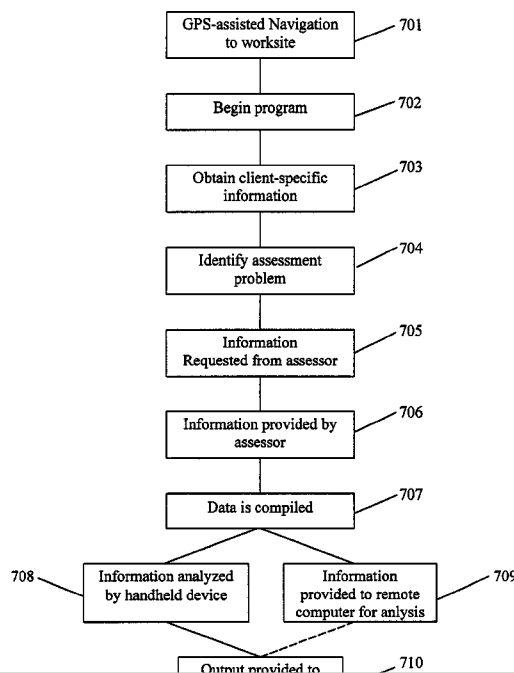 GPS-assisted Navigation
to worksite
701
Begin program
702
Obtain client-specific
information
703
Identify assessment
problem
704
Information
Requested from assessor
705
Information provided by
assessor
706
Data is compiled
707
708
Information analyzed
by handheld device
Information
provided to remote
computer for anlysis
709
Output provided to
710